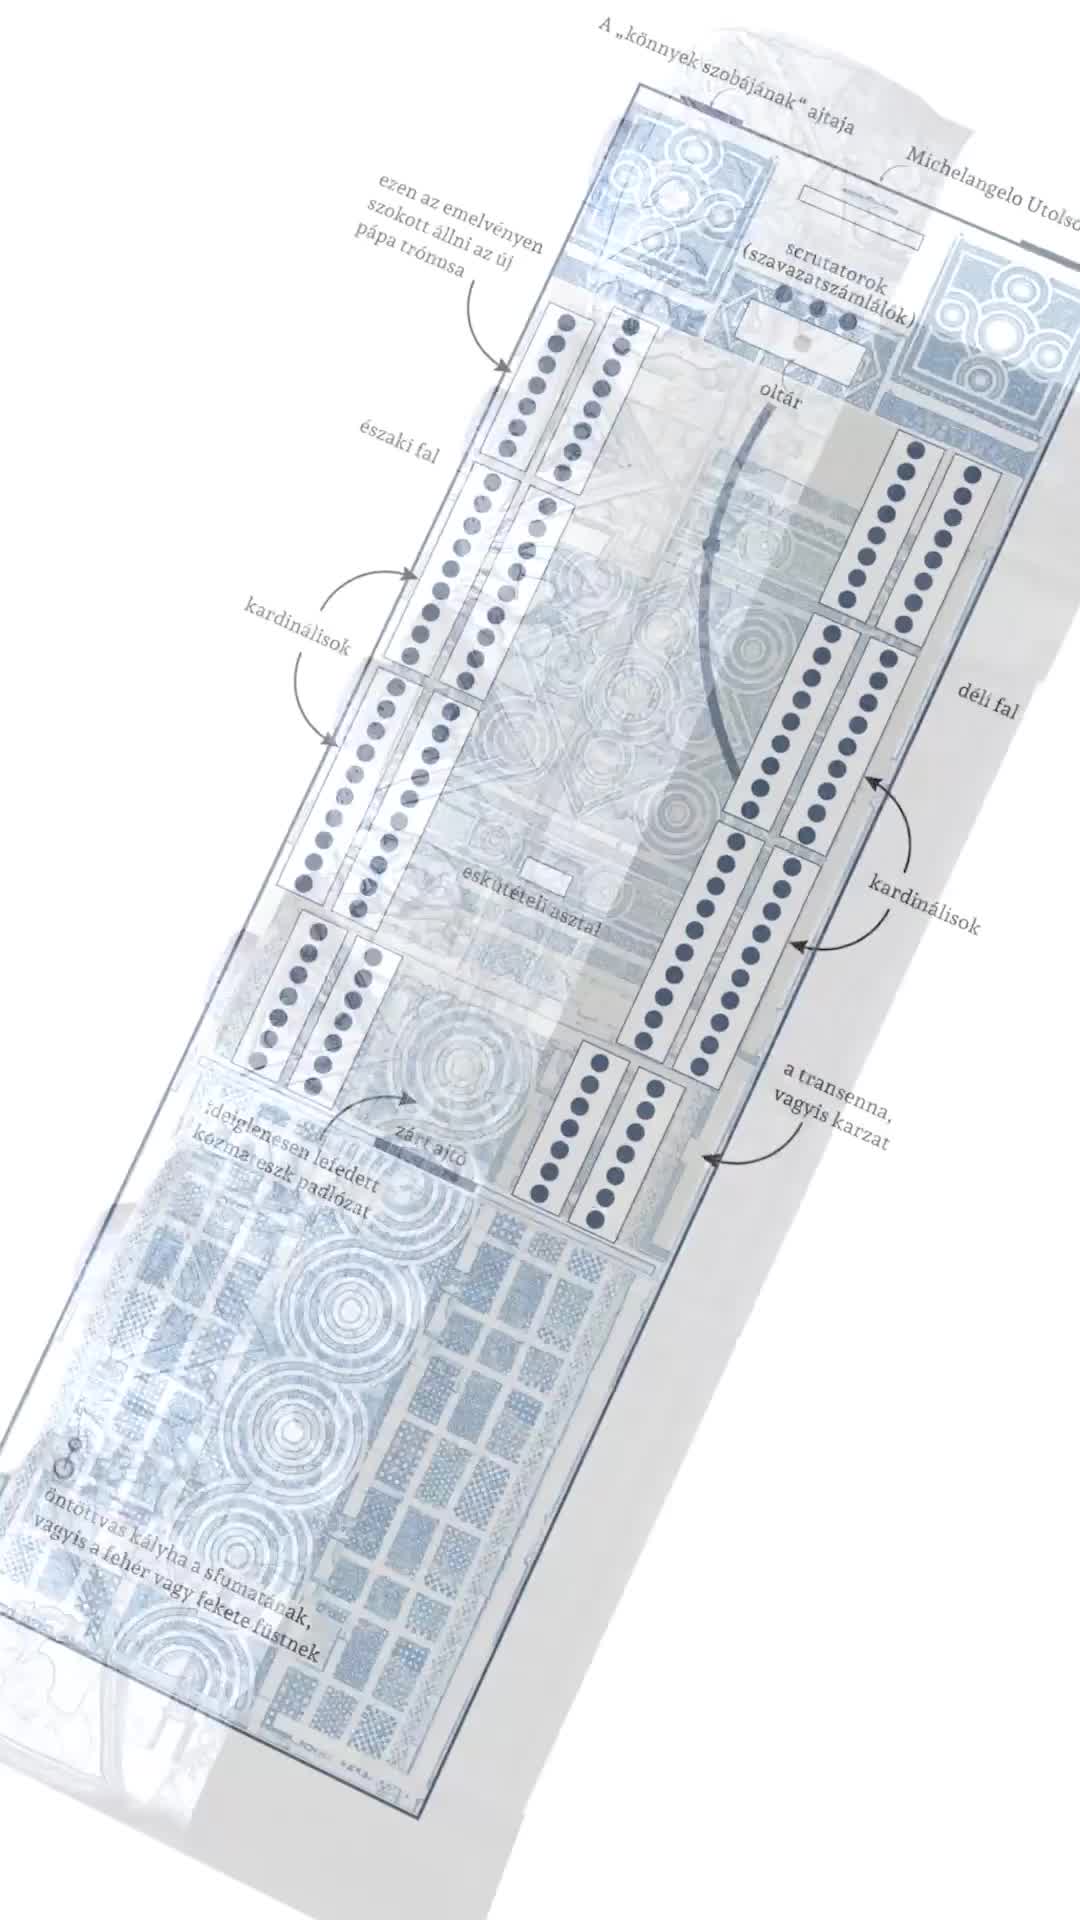 A „könnyek szobájának“ ajtaja
Michelangelo Utolsó
ezen az emelvényen
szokott állni az új
pápa trónusa
scrutatorok
(szavazatszámlálók)
oltár
északi fal
kardinálisok
déli fal
eskütételi asztal
kardinálisok
a transenna,
vagyis karzat
zárt ajtó
ideiglenesen lefedett
kozmateszk padlózat
öntöttvas kályha a sfumatának,
vagyis a fehér vagy fekete füstnek